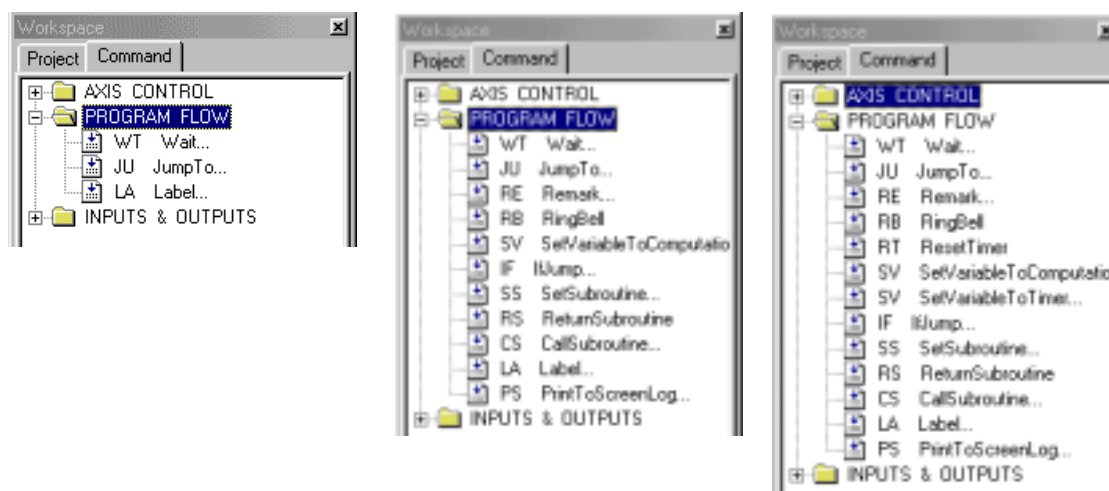 Workspace
Project Command
AXIS CONTROL
PROGRAM FLOW
WT Wait...
JU JumpTo...
LA Label...
INPUTS & OUTPUTS
Workspace
Project Command
AXIS CONTROL
PROGRAM FLOW
WT Wait...
JU JumpTo...
RE Remark...
RB RingBell
SV SetVariableToComputatio
IF IfJump...
SS SetSubroutine...
RS ReturnSubroutine
CS CallSubroutine...
LA Label...
PS PrintToScreenLog...
INPUTS & OUTPUTS
Workspace
Project Command
AXIS CONTROL
PROGRAM FLOW
WT Wait...
JU JumpTo...
RE Remark...
RB RingBell
RT ResetTimer
SV SetVariableToComputatio
SV SetVariableToTimer...
IF IfJump...
SS SetSubroutine...
RS ReturnSubroutine
CS CallSubroutine...
LA Label...
PS PrintToScreenLog...
INPUTS & OUTPUTS